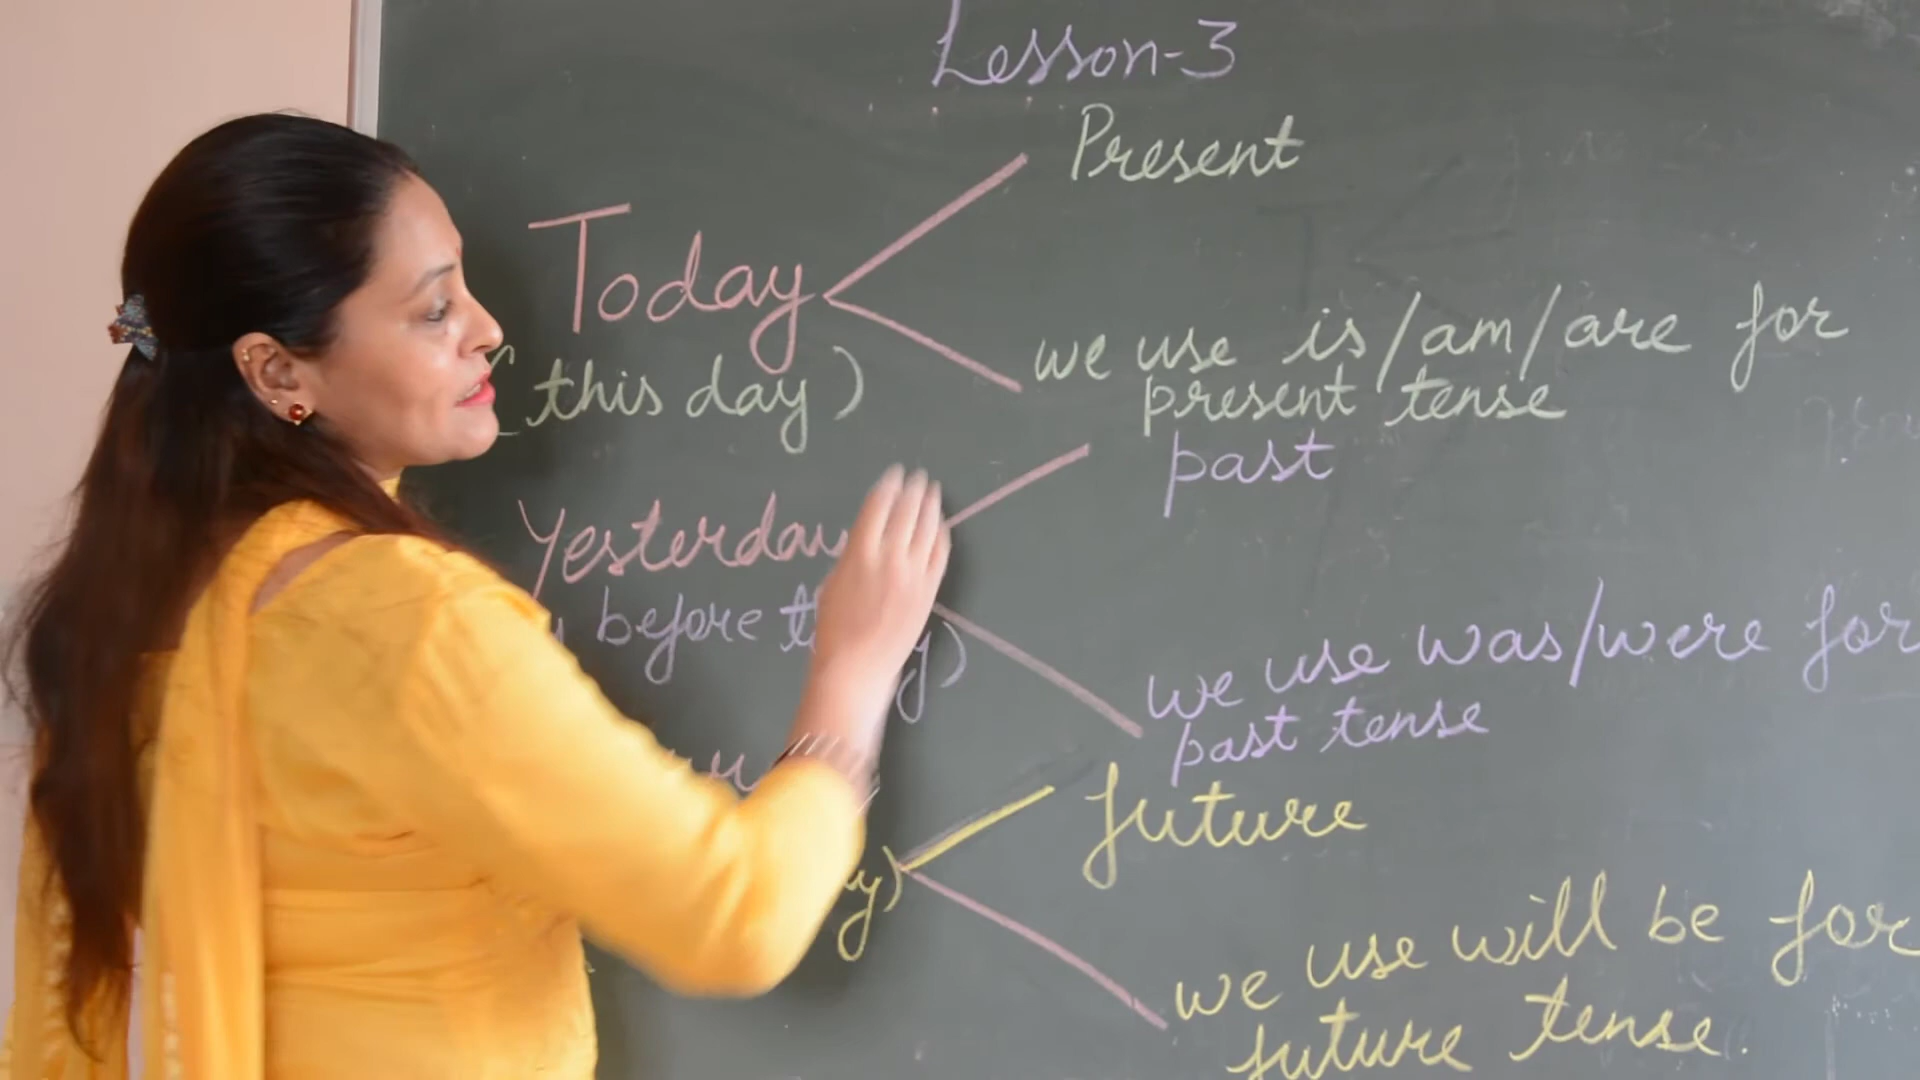 Lesson-3
Present
Today
(this day)
we use is/am/are for
present tense
past
Yesterday
before
we use was/were for
past tense
future
we use will be for
future tense.